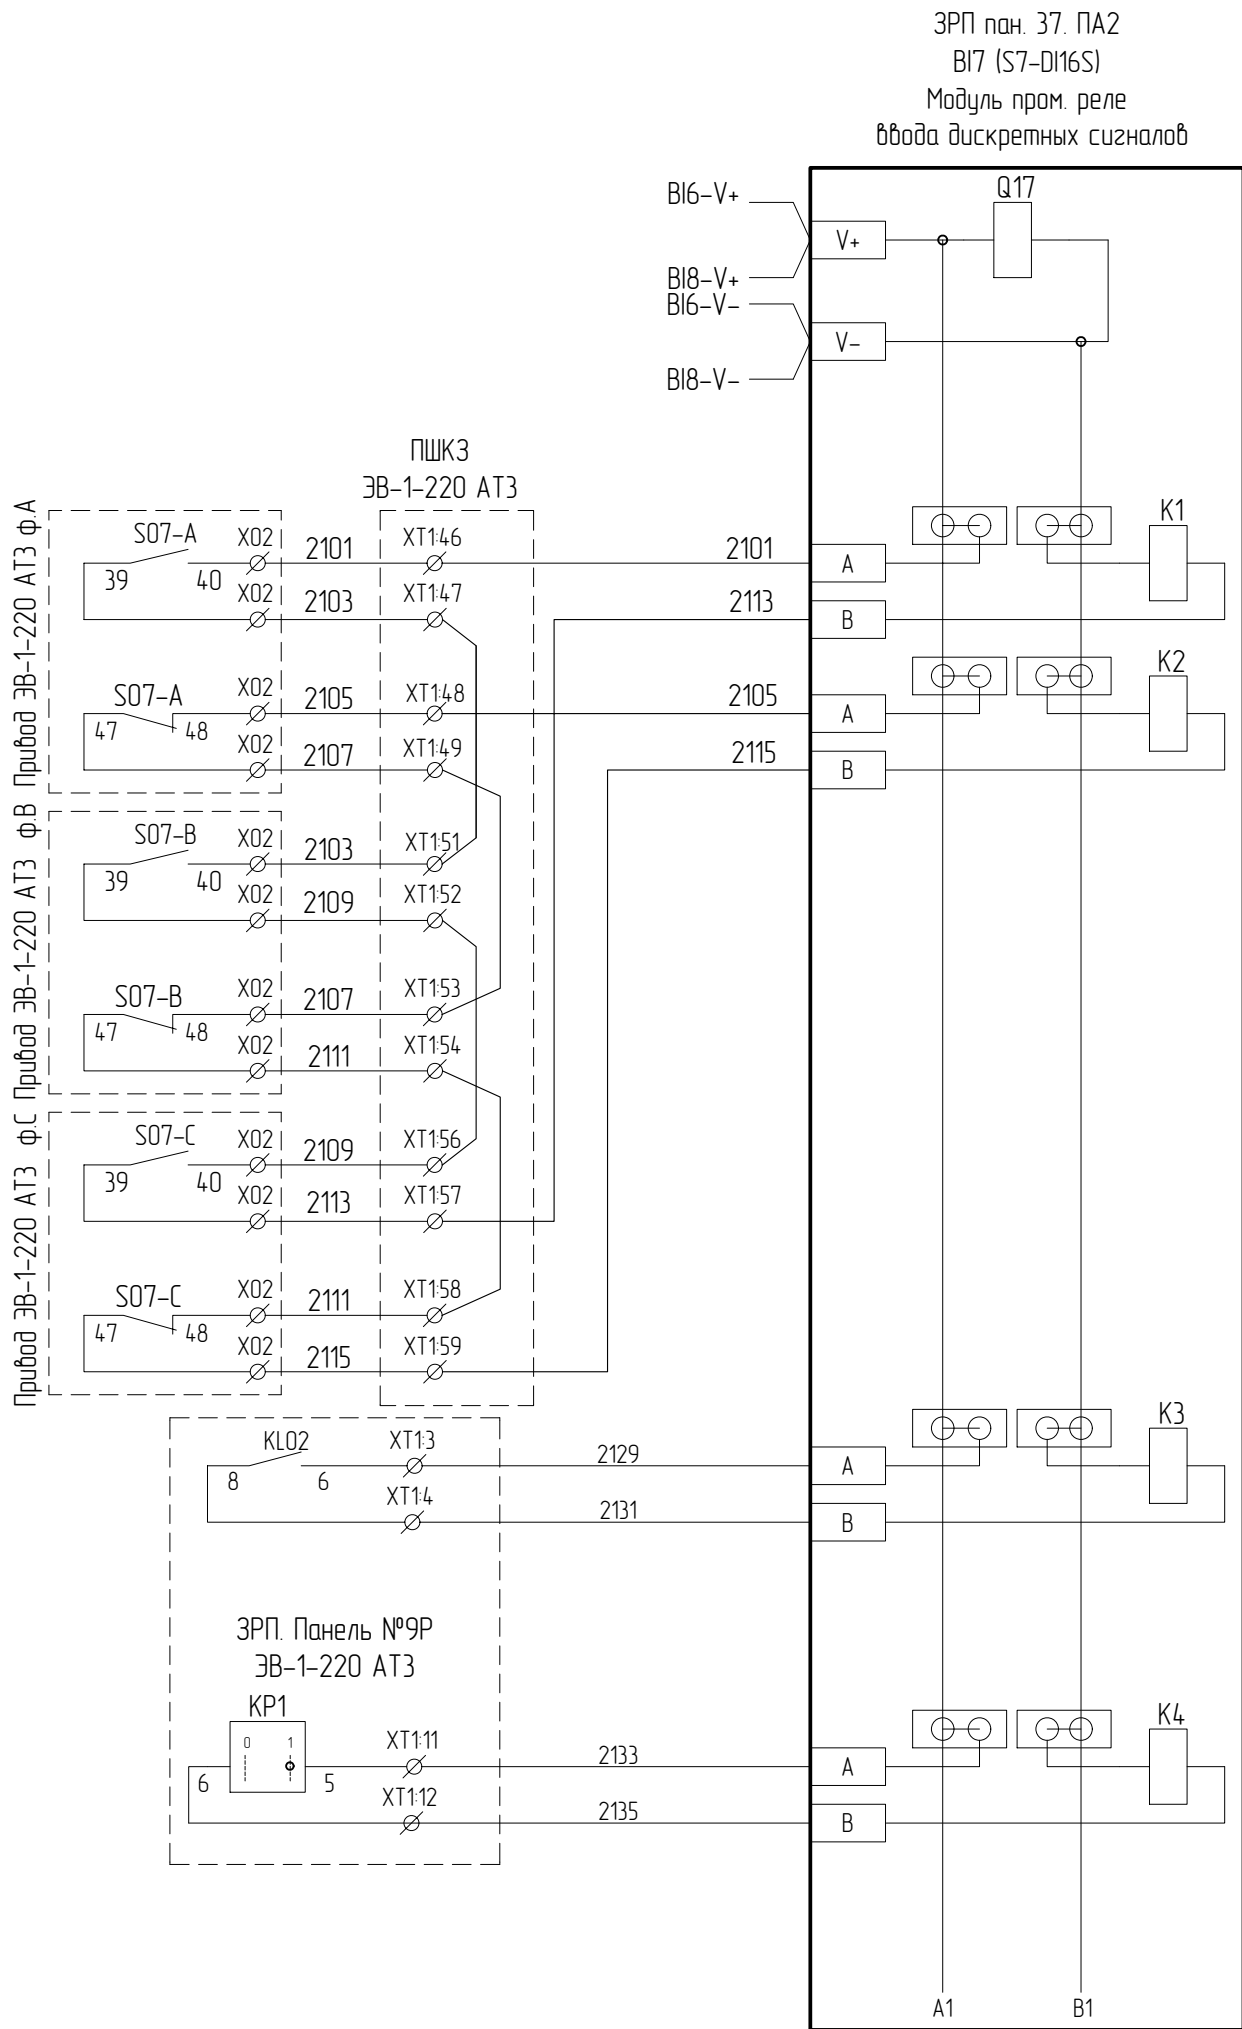 ЗРП пан. 37. ПА2
BI7 (S7-DI16S)
Модуль пром. реле
ввода дискретных сигналов
Q17
BI6-V+
V+
BI8-V+
BI6-V-
V-
BI8-V-
ПШК3
ЭВ-1-220 АТ3
Привод ЭВ-1-220 АТ3 ф.А
S07-A
39
40
X02
2101
XT1:46
2101
A
K1
X02
2103
XT1:47
2113
B
S07-A
47
48
X02
2105
XT1:48
2105
A
K2
X02
2107
XT1:49
2115
B
Привод ЭВ-1-220 АТ3 ф.В
S07-B
39
40
X02
2103
XT1:51
X02
2109
XT1:52
S07-B
47
48
X02
2107
XT1:53
X02
2111
XT1:54
Привод ЭВ-1-220 АТ3 ф.С
S07-C
39
40
X02
2109
XT1:56
X02
2113
XT1:57
S07-C
47
48
X02
2111
XT1:58
X02
2115
XT1:59
KL02
8
6
XT1:3
2129
A
K3
XT1:4
2131
B
ЗРП. Панель №9Р
ЭВ-1-220 АТ3
KP1
0 1
6
5
XT1:11
2133
A
K4
XT1:12
2135
B
A1
B1